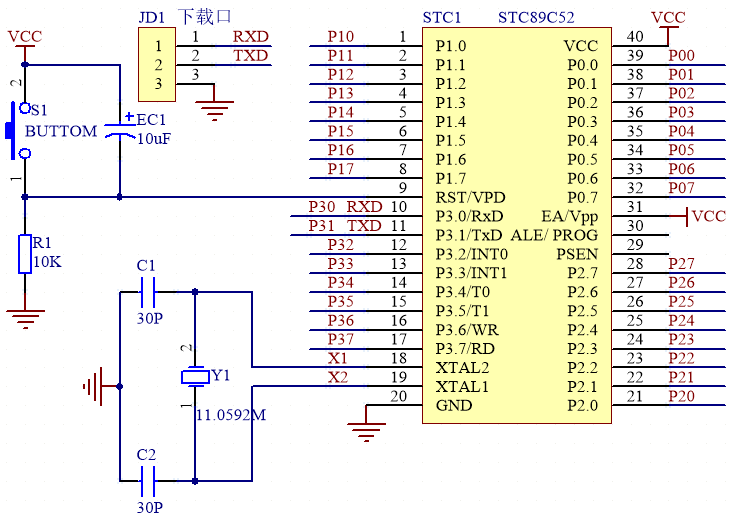 JD1 下载口
1 1 RXD
2 2 TXD
3 3
VCC
2
S1
BUTTOM
1
EC1
10uF
R1
10K
C1
30P
2
Y1
1
11.0592M
C2
30P
STC1 STC89C52
VCC
P10 1 P1.0 VCC 40
P11 2 P1.1 P0.0 39 P00
P12 3 P1.2 P0.1 38 P01
P13 4 P1.3 P0.2 37 P02
P14 5 P1.4 P0.3 36 P03
P15 6 P1.5 P0.4 35 P04
P16 7 P1.6 P0.5 34 P05
P17 8 P1.7 P0.6 33 P06
9 RST/VPD P0.7 32 P07
P30 RXD 10 P3.0/RxD EA/Vpp 31 VCC
P31 TXD 11 P3.1/TxD ALE/ PROG 30
P32 12 P3.2/INT0 PSEN 29
P33 13 P3.3/INT1 P2.7 28 P27
P34 14 P3.4/T0 P2.6 27 P26
P35 15 P3.5/T1 P2.5 26 P25
P36 16 P3.6/WR P2.4 25 P24
P37 17 P3.7/RD P2.3 24 P23
X1 18 XTAL2 P2.2 23 P22
X2 19 XTAL1 P2.1 22 P21
20 GND P2.0 21 P20